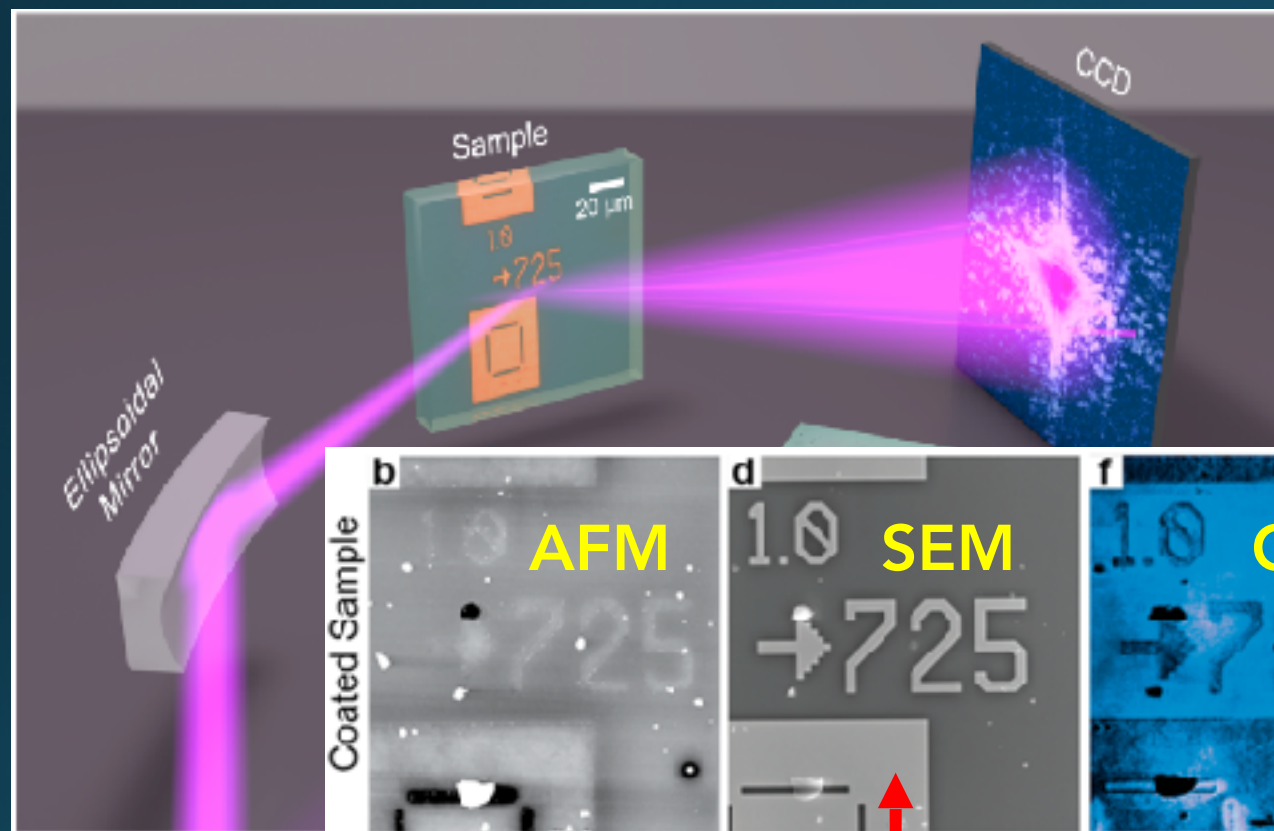 CCD
Sample
20 μm
1.0
→725
Ellipsoidal
Mirror
b
d
f
Coated Sample
1.0
AFM
725
1.0
SEM
→725
1.0
7